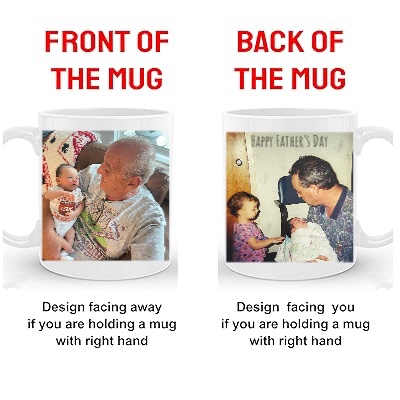 FRONT OF
THE MUG
BACK OF
THE MUG
HAPPY FATHER'S DAY
Design facing away
if you are holding a mug
with right hand
Design facing you
if you are holding a mug
with right hand